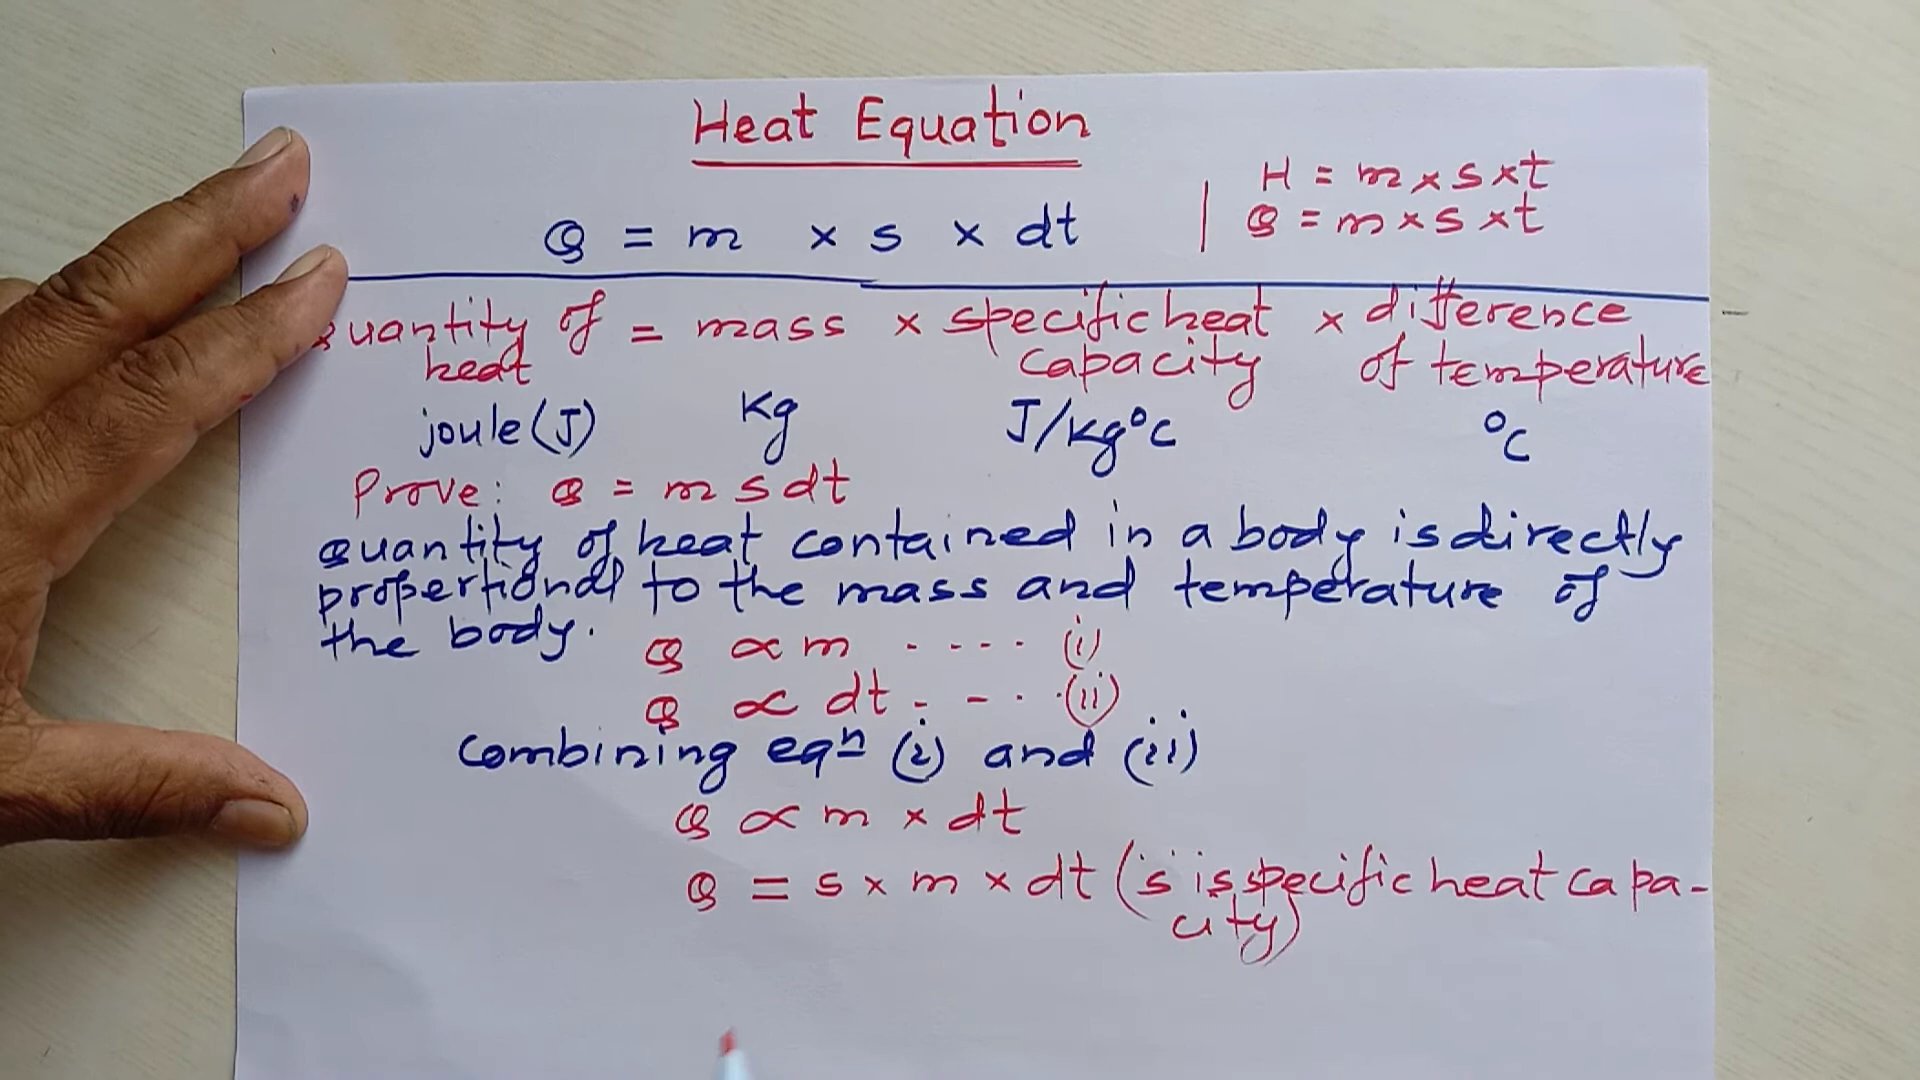 Heat Equation
H = m x s x t
Q = m x s x t
Q = m x s x dt
Quantity of heat = mass x specific heat capacity x difference of temperature
joule (J) Kg J/kg°C °C
Prove: Q = m s dt
Quantity of heat contained in a body is directly
propertional to the mass and temperature of
the body.
Q ∝ m . - - - . (i)
Q ∝ dt . - - . . (ii)
Combining eqn (i) and (ii)
Q ∝ m x dt
Q = s x m x dt ('s' is specific heat capa-
city)